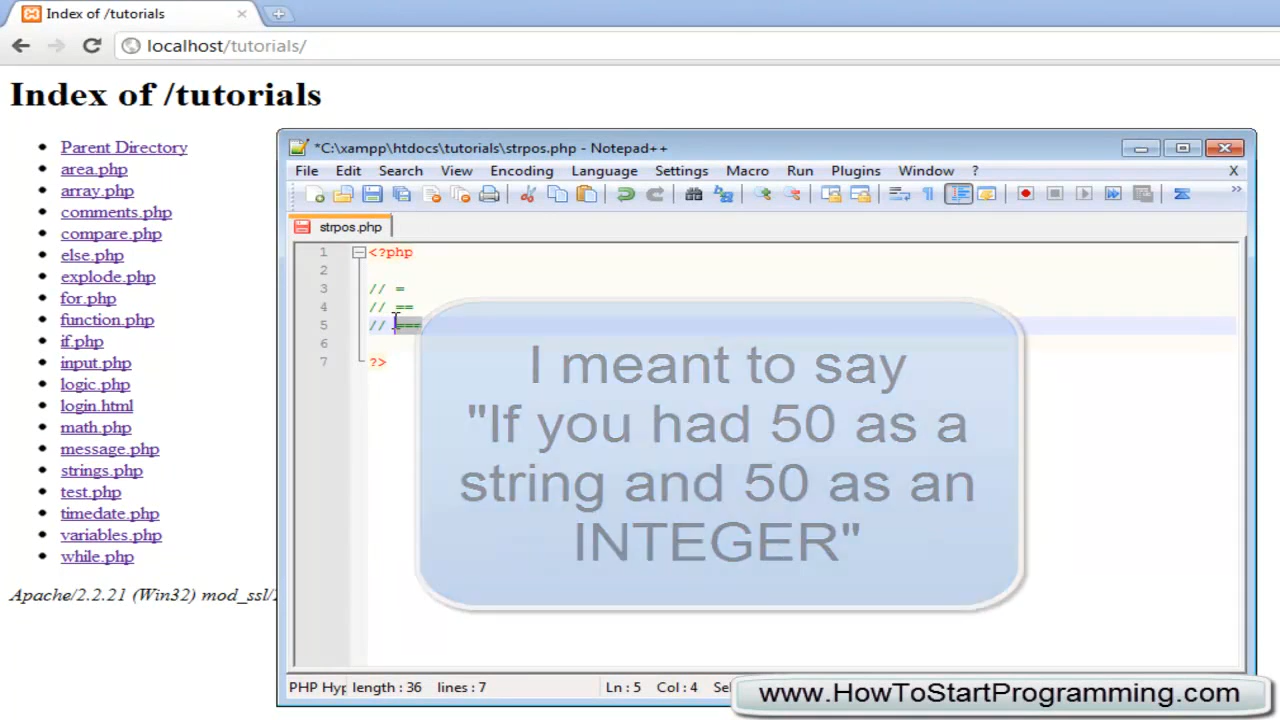 Index of /tutorials
localhost/tutorials/
Index of /tutorials
Parent Directory
area.php
array.php
comments.php
compare.php
else.php
explode.php
for.php
function.php
if.php
input.php
logic.php
login.html
math.php
message.php
strings.php
test.php
timedate.php
variables.php
while.php
Apache/2.2.21 (Win32) mod_ssl/
*C:\xampp\htdocs\tutorials\strpos.php - Notepad++
File Edit Search View Encoding Language Settings Macro Run Plugins Window ? X
strpos.php
1 <?php
2
3 // =
4 // ==
5 // ===
6
7 ?>
I meant to say
"If you had 50 as a
string and 50 as an
INTEGER"
PHP Hyp length : 36 lines : 7 Ln : 5 Col : 4 Sel
www.HowToStartProgramming.com